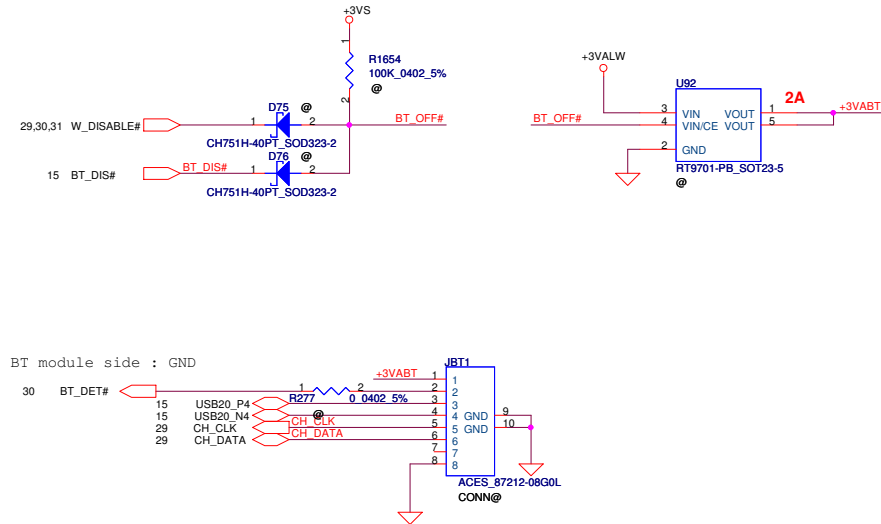 +3VS
1
R1654
100K_0402_5%
@
2
D75 @
29,30,31 W_DISABLE# 1 2 BT_OFF#
CH751H-40PT_SOD323-2
D76 @
15 BT_DIS# BT_DIS# 1 2
CH751H-40PT_SOD323-2
+3VALW
U92
2A
3 VIN VOUT 1 +3VABT
BT_OFF# 4 VIN/CE VOUT 5
2 GND
RT9701-PB_SOT23-5
@
BT module side : GND
JBT1
+3VABT 1 1
30 BT_DET# 1 2 2 2
R277 0_0402_5%
@
15 USB20_P4 3 3
15 USB20_N4 4 4 GND 9
29 CH_CLK CH_CLK 5 5 GND 10
29 CH_DATA CH_DATA 6 6
7 7
8 8
ACES_87212-08G0L
CONN@